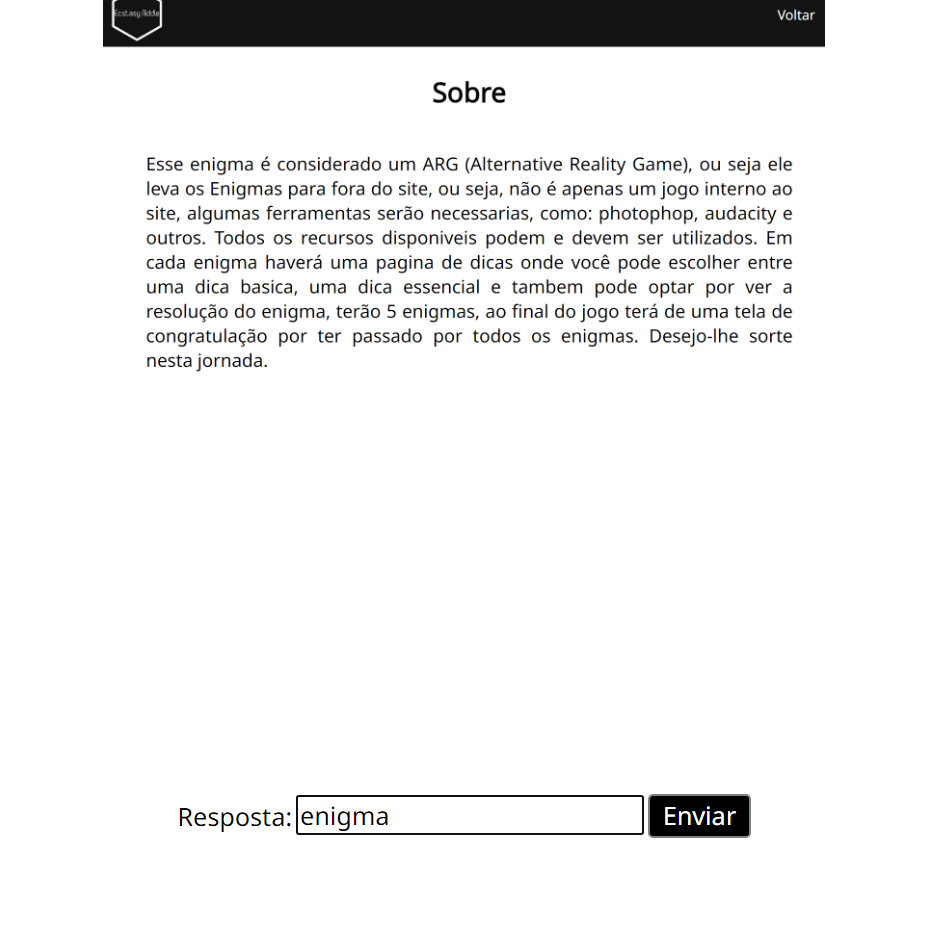 Ecstasy Riddle
Voltar
Sobre
Esse enigma é considerado um ARG (Alternative Reality Game), ou seja ele
leva os Enigmas para fora do site, ou seja, não é apenas um jogo interno ao
site, algumas ferramentas serão necessarias, como: photophop, audacity e
outros. Todos os recursos disponiveis podem e devem ser utilizados. Em
cada enigma haverá uma pagina de dicas onde você pode escolher entre
uma dica basica, uma dica essencial e tambem pode optar por ver a
resolução do enigma, terão 5 enigmas, ao final do jogo terá de uma tela de
congratulação por ter passado por todos os enigmas. Desejo-lhe sorte
nesta jornada.
Resposta: enigma Enviar